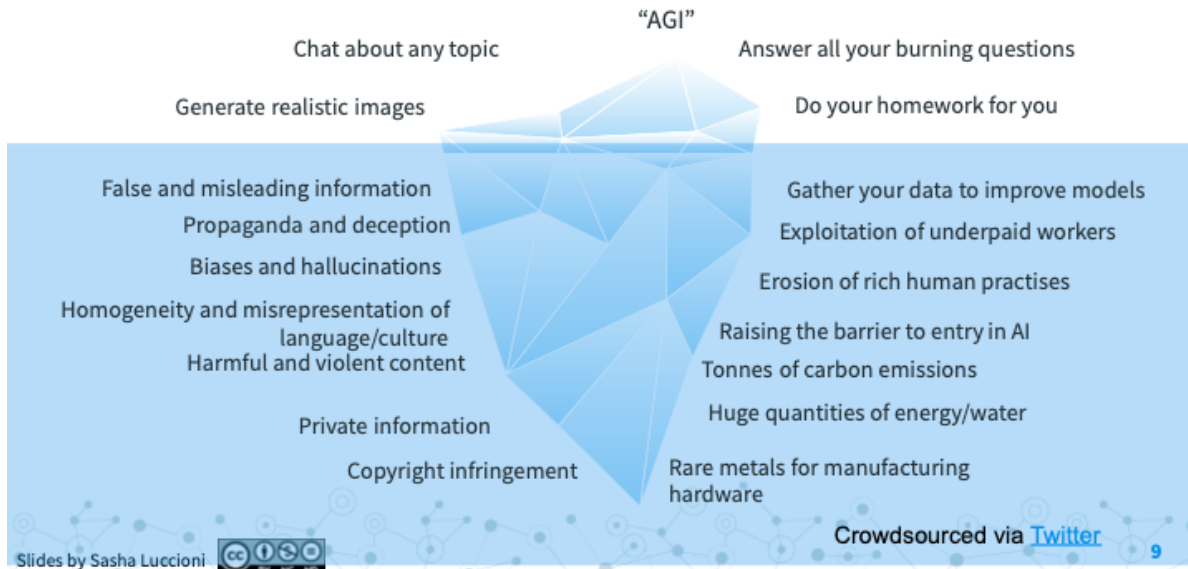 “AGI”
Chat about any topic
Answer all your burning questions
Generate realistic images
Do your homework for you
False and misleading information
Gather your data to improve models
Propaganda and deception
Exploitation of underpaid workers
Biases and hallucinations
Erosion of rich human practises
Homogeneity and misrepresentation of
language/culture
Raising the barrier to entry in AI
Harmful and violent content
Tonnes of carbon emissions
Huge quantities of energy/water
Private information
Copyright infringement
Rare metals for manufacturing
hardware
Crowdsourced via Twitter
9
Slides by Sasha Luccioni
cc